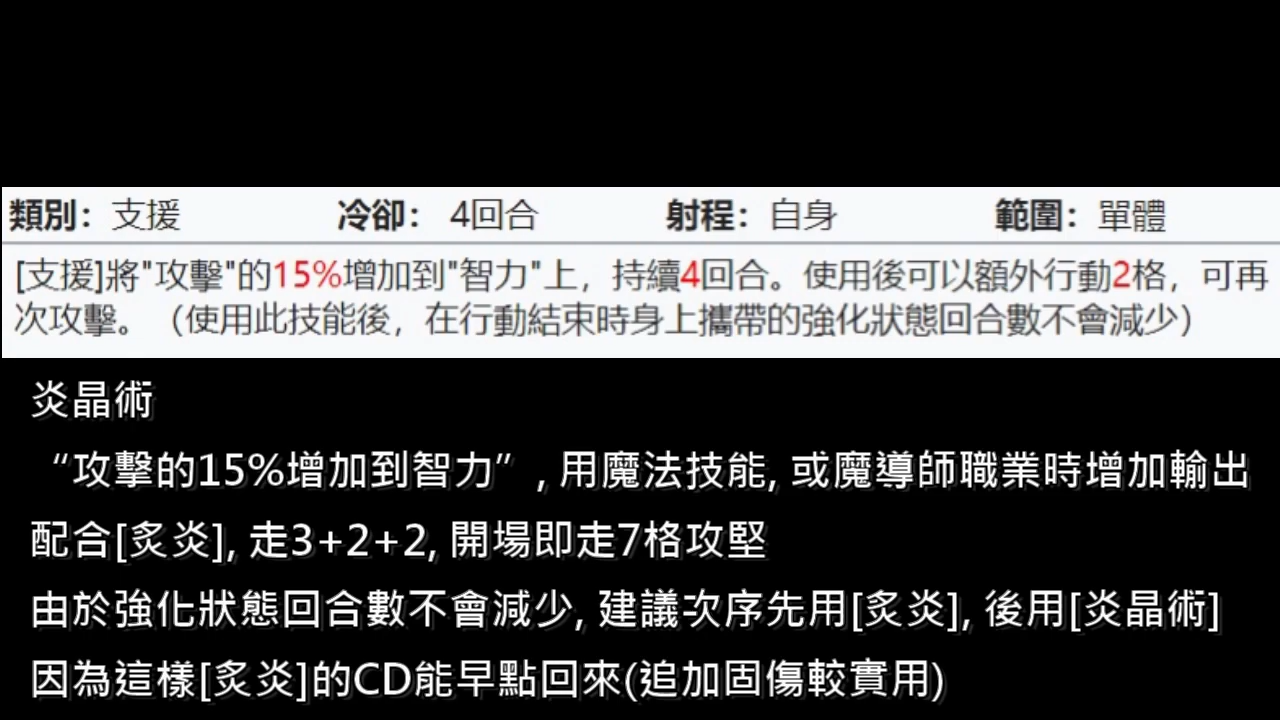 類別： 支援 冷卻： 4回合 射程： 自身 範圍： 單體
[支援]將"攻擊"的15%增加到"智力"上，持續4回合。使用後可以額外行動2格，可再
次攻擊。（使用此技能後，在行動結束時身上攜帶的強化狀態回合數不會減少）
炎晶術
“攻擊的15%增加到智力”, 用魔法技能, 或魔導師職業時增加輸出
配合[炙炎], 走3+2+2, 開場即走7格攻堅
由於強化狀態回合數不會減少, 建議次序先用[炙炎], 後用[炎晶術]
因為這樣[炙炎]的CD能早點回來(追加固傷較實用)